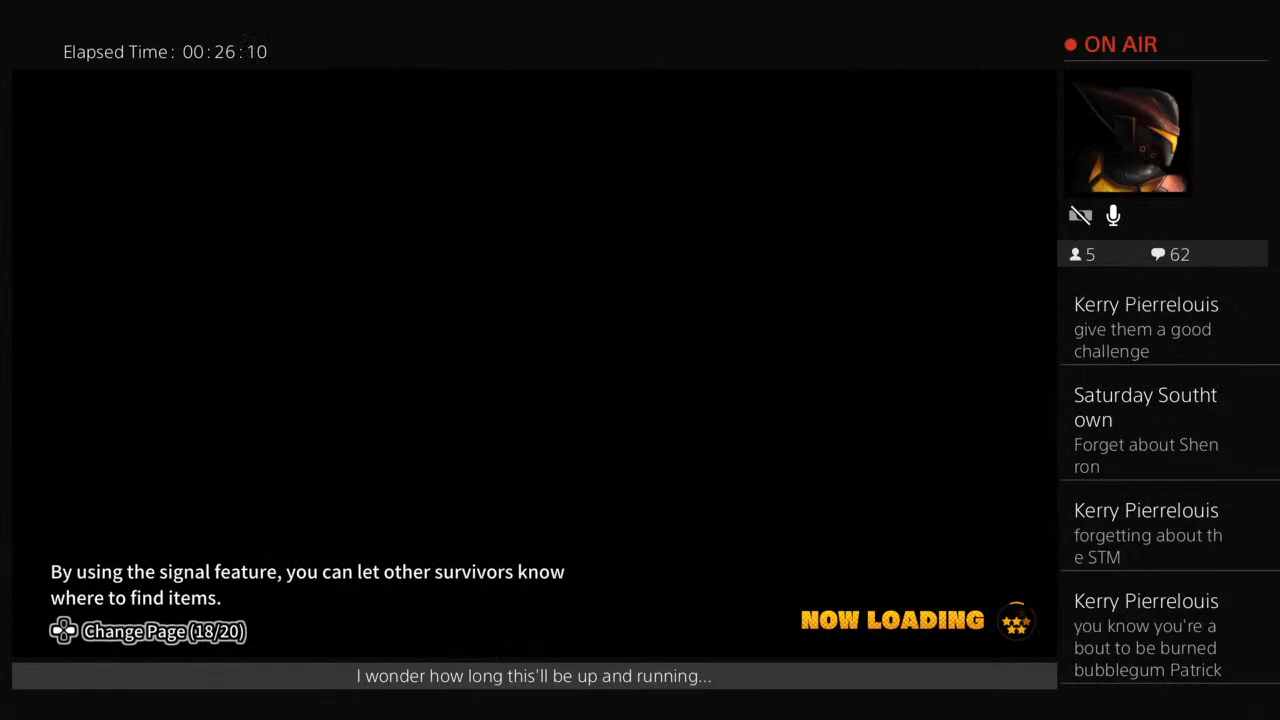 Elapsed Time: 00:26:10
ON AIR
5 62
Kerry Pierrelouis
give them a good
challenge
Saturday Southt
own
Forget about Shen
ron
Kerry Pierrelouis
forgetting about th
e STM
Kerry Pierrelouis
you know you're a
bout to be burned
bubblegum Patrick
By using the signal feature, you can let other survivors know
where to find items.
Change Page (18/20)
NOW LOADING
I wonder how long this'll be up and running...